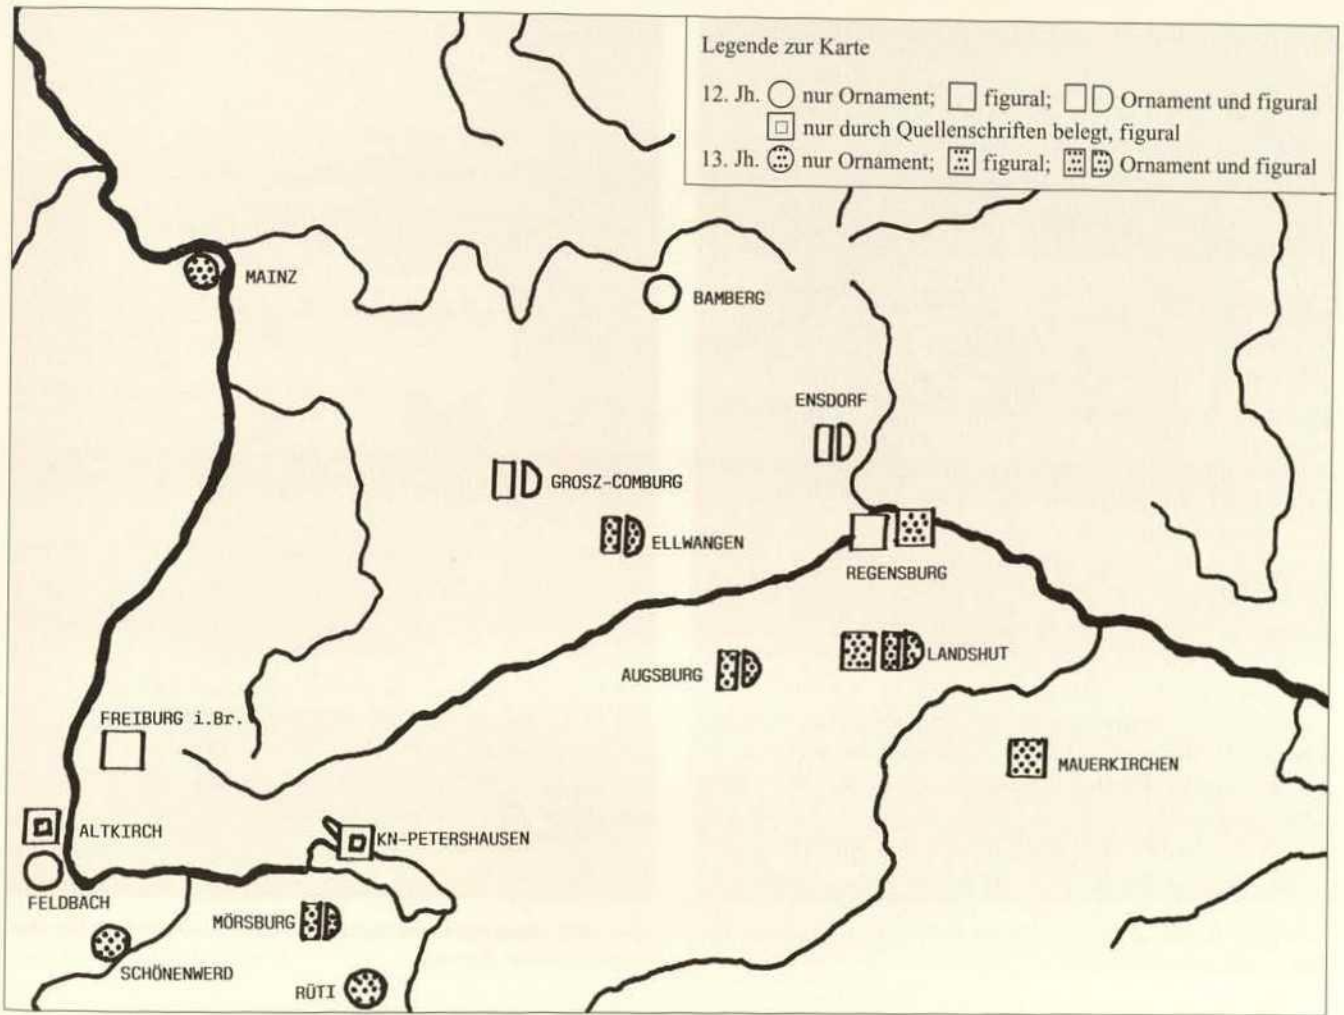 Legende zur Karte
12. Jh. nur Ornament; figural; Ornament und figural
nur durch Quellenschriften belegt, figural
13. Jh. nur Ornament; figural; Ornament und figural
MAINZ
BAMBERG
ENSDORF
GROSZ-COMBURG
ELLWANGEN
REGENSBURG
AUGSBURG
LANDSHUT
FREIBURG i.Br.
MAUERKIRCHEN
ALTKIRCH
KN-PETERSHAUSEN
FELDBACH
MÖRSBURG
SCHÖNENWERD
RÜTI